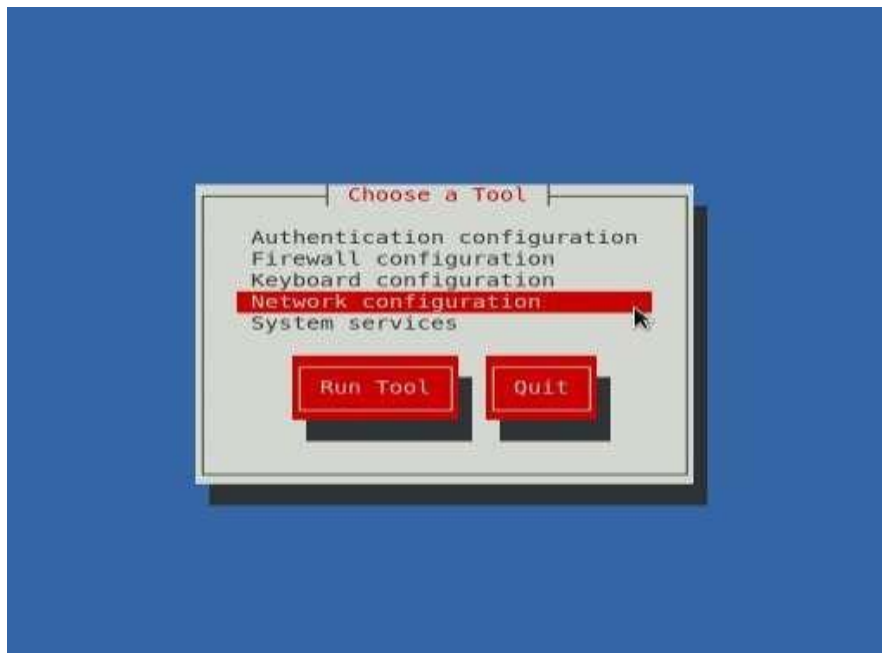 Choose a Tool
Authentication configuration
Firewall configuration
Keyboard configuration
Network configuration
System services
Run Tool Quit